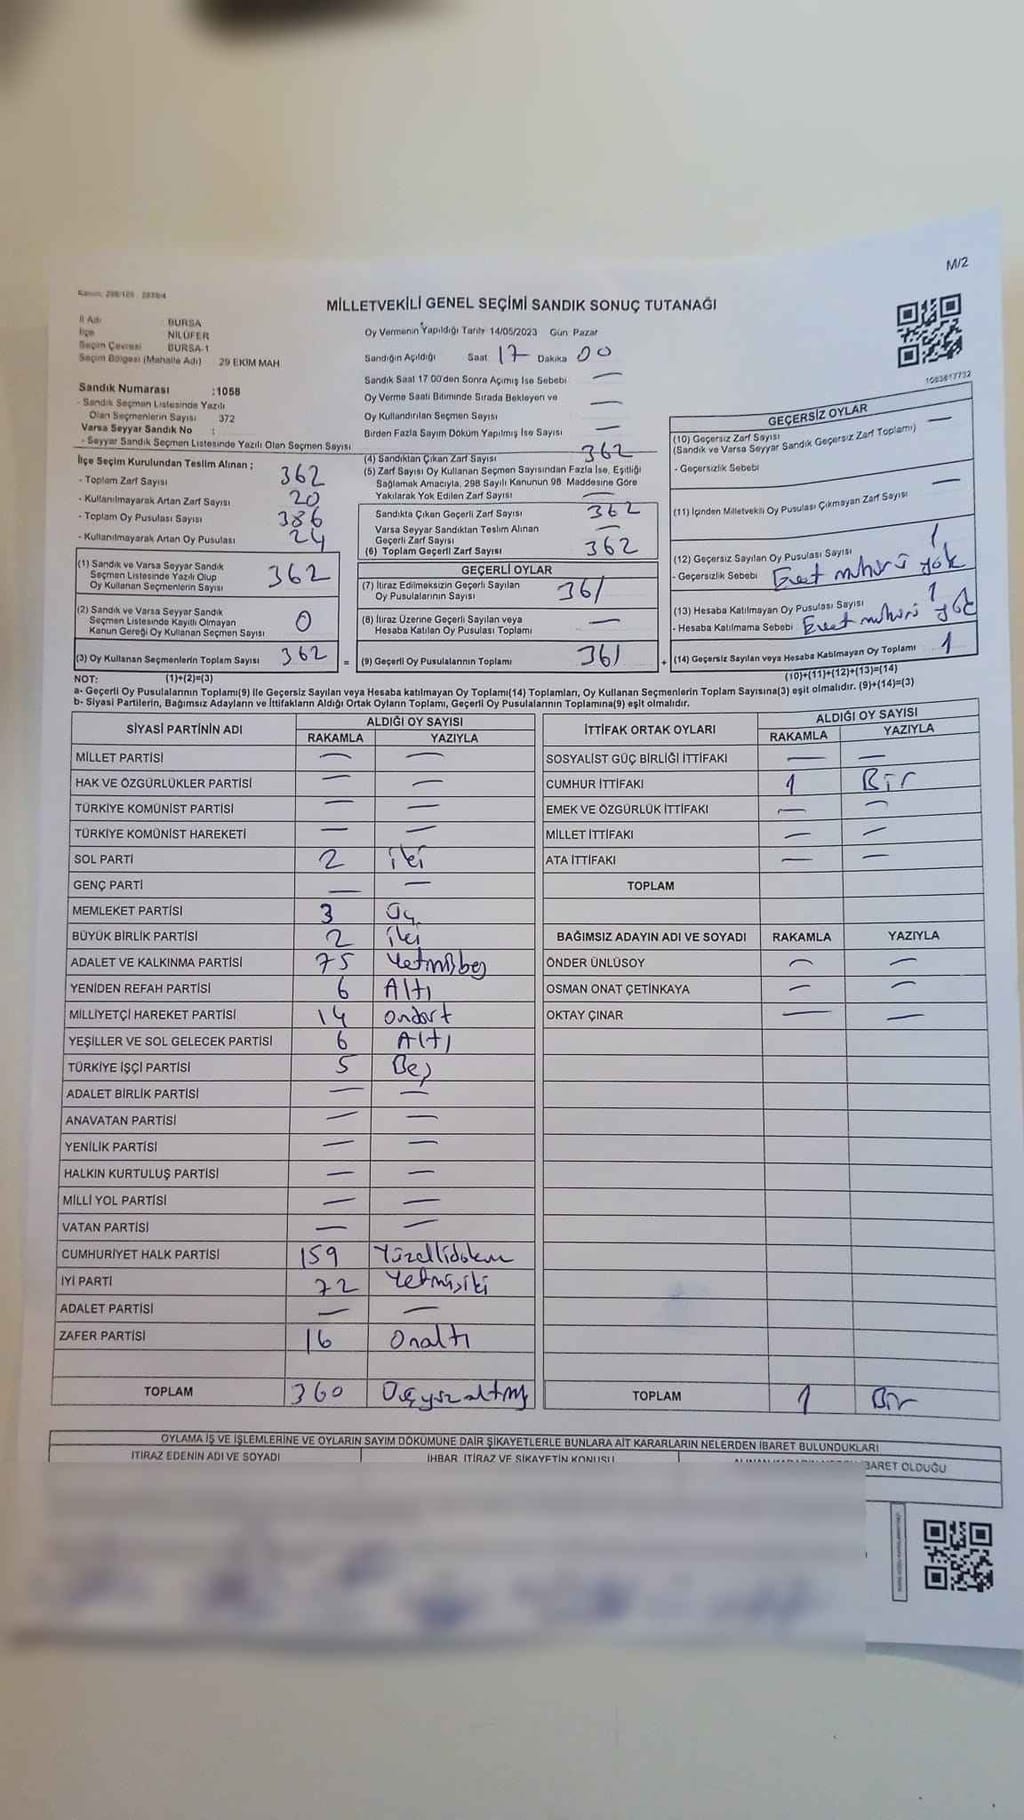 M/2
MİLLETVEKİLİ GENEL SEÇİMİ SANDIK SONUÇ TUTANAĞI
İl Adı : BURSA
İlçe : NİLÜFER
Seçim Çevresi : BURSA-1
Seçim Bölgesi (Mahalle Adı) : 29 EKİM MAH
Sandık Numarası :1058
- Sandık Seçmen Listesinde Yazılı
Olan Seçmenlerin Sayısı : 372
Varsa Seyyar Sandık No :
- Seyyar Sandık Seçmen Listesinde Yazılı Olan Seçmen Sayısı
Oy Vermenin Yapıldığı Tarih 14/05/2023 Gün Pazar
Sandığın Açıldığı Saat 17 Dakika 00
Sandık Saat 17 00'den Sonra Açımış İse Sebebi —
Oy Verme Saati Bitiminde Sırada Bekleyen ve
Oy Kullandırılan Seçmen Sayısı —
Birden Fazla Sayım Döküm Yapılmış İse Sayısı —
1083617732
İlçe Seçim Kurulundan Teslim Alınan ;
- Toplam Zarf Sayısı 362
- Kullanılmayarak Artan Zarf Sayısı 20
- Toplam Oy Pusulası Sayısı 386
- Kullanılmayarak Artan Oy Pusulası 24
(1) Sandık ve Varsa Seyyar Sandık
Seçmen Listesinde Yazılı Olup
Oy Kullanan Seçmenlerin Sayısı 362
(2) Sandık ve Varsa Seyyar Sandık
Seçmen Listesinde Kayıtlı Olmayan
Kanun Gereği Oy Kullanan Seçmen Sayısı 0
(3) Oy Kullanan Seçmenlerin Toplam Sayısı 362 =
(4) Sandıktan Çıkan Zarf Sayısı 362
(5) Zarf Sayısı Oy Kullanan Seçmen Sayısından Fazla İse, Eşitliği
Sağlamak Amacıyla, 298 Sayılı Kanunun 98 Maddesine Göre
Yakılarak Yok Edilen Zarf Sayısı —
Sandıkta Çıkan Geçerli Zarf Sayısı 362
Varsa Seyyar Sandıktan Teslim Alınan
Geçerli Zarf Sayısı —
(6) Toplam Geçerli Zarf Sayısı 362
GEÇERLİ OYLAR
(7) İtiraz Edilmeksizin Geçerli Sayılan
Oy Pusulalarının Sayısı 361
(8) İtiraz Üzerine Geçerli Sayılan veya
Hesaba Katılan Oy Pusulası Toplamı —
(9) Geçerli Oy Pusulalarının Toplamı 361 +
GEÇERSİZ OYLAR
(10) Geçersiz Zarf Sayısı —
(Sandık ve Varsa Seyyar Sandık Geçersiz Zarf Toplamı)
- Geçersizlik Sebebi
(11) İçinden Milletvekili Oy Pusulası Çıkmayan Zarf Sayısı —
(12) Geçersiz Sayılan Oy Pusulası Sayısı 1
- Geçersizlik Sebebi Evet mührü yok
(13) Hesaba Katılmayan Oy Pusulası Sayısı 1
- Hesaba Katılmama Sebebi Evet mührü yok
(14) Geçersiz Sayılan veya Hesaba Katılmayan Oy Toplamı 1
NOT: (1)+(2)=(3) (10)+(11)+(12)+(13)=(14)
a- Geçerli Oy Pusulalarının Toplamı(9) ile Geçersiz Sayılan veya Hesaba katılmayan Oy Toplamı(14) Toplamları, Oy Kullanan Seçmenlerin Toplam Sayısına(3) eşit olmalıdır. (9)+(14)=(3)
b- Siyasi Partilerin, Bağımsız Adayların ve İttifakların Aldığı Ortak Oyların Toplamı, Geçerli Oy Pusulalarının Toplamına(9) eşit olmalıdır.
SİYASİ PARTİNİN ADI ALDIĞI OY SAYISI
RAKAMLA YAZIYLA
MİLLET PARTİSİ — —
HAK VE ÖZGÜRLÜKLER PARTİSİ — —
TÜRKİYE KOMÜNİST PARTİSİ — —
TÜRKİYE KOMÜNİST HAREKETİ — —
SOL PARTİ 2 iki
GENÇ PARTİ — —
MEMLEKET PARTİSİ 3 Üç
BÜYÜK BİRLİK PARTİSİ 2 iki
ADALET VE KALKINMA PARTİSİ 75 Yetmişbeş
YENİDEN REFAH PARTİSİ 6 Altı
MİLLİYETÇİ HAREKET PARTİSİ 14 Ondört
YEŞİLLER VE SOL GELECEK PARTİSİ 6 Altı
TÜRKİYE İŞÇİ PARTİSİ 5 Beş
ADALET BİRLİK PARTİSİ — —
ANAVATAN PARTİSİ — —
YENİLİK PARTİSİ — —
HALKIN KURTULUŞ PARTİSİ — —
MİLLİ YOL PARTİSİ — —
VATAN PARTİSİ — —
CUMHURİYET HALK PARTİSİ 159 Yüzellidokuz
İYİ PARTİ 72 Yetmişiki
ADALET PARTİSİ — —
ZAFER PARTİSİ 16 Onaltı
TOPLAM 360 Üçyüzaltmış
İTTİFAK ORTAK OYLARI ALDIĞI OY SAYISI
RAKAMLA YAZIYLA
SOSYALİST GÜÇ BİRLİĞİ İTTİFAKI — —
CUMHUR İTTİFAKI 1 Bir
EMEK VE ÖZGÜRLÜK İTTİFAKI — —
MİLLET İTTİFAKI — —
ATA İTTİFAKI — —
TOPLAM
BAĞIMSIZ ADAYIN ADI VE SOYADI RAKAMLA YAZIYLA
ÖNDER ÜNLÜSOY — —
OSMAN ONAT ÇETİNKAYA — —
OKTAY ÇINAR — —
TOPLAM 1 Bir
OYLAMA İŞ VE İŞLEMLERİNE VE OYLARIN SAYIM DÖKÜMÜNE DAİR ŞİKAYETLERLE BUNLARA AİT KARARLARIN NELERDEN İBARET BULUNDUKLARI
İTİRAZ EDENİN ADI VE SOYADI İHBAR, İTİRAZ VE ŞİKAYETİN KONUSU İBARET OLDUĞU